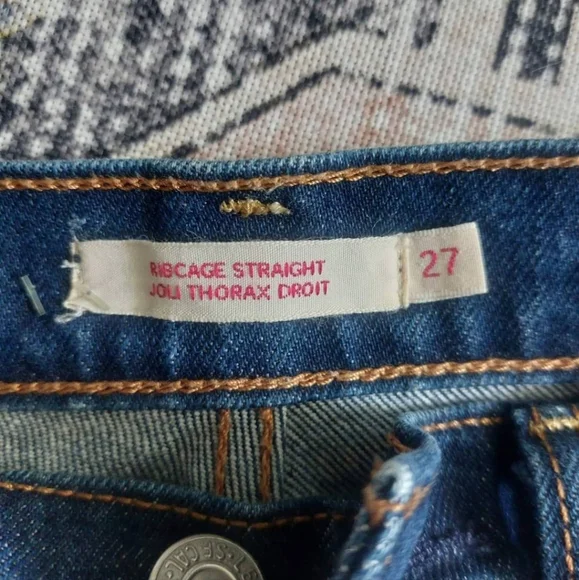 RIBCAGE STRAIGHT
JOLI THORAX DROIT
27